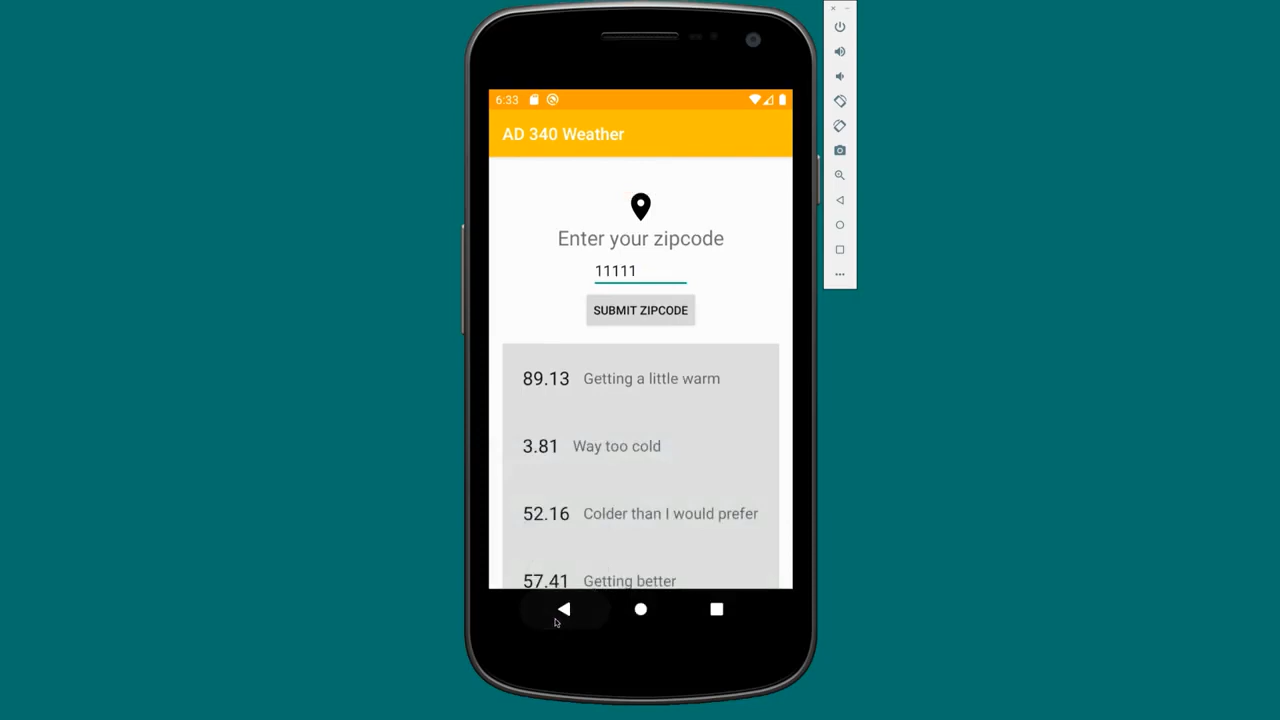 6:33
AD 340 Weather
Enter your zipcode
11111
SUBMIT ZIPCODE
89.13 Getting a little warm
3.81 Way too cold
52.16 Colder than I would prefer
57.41 Getting better